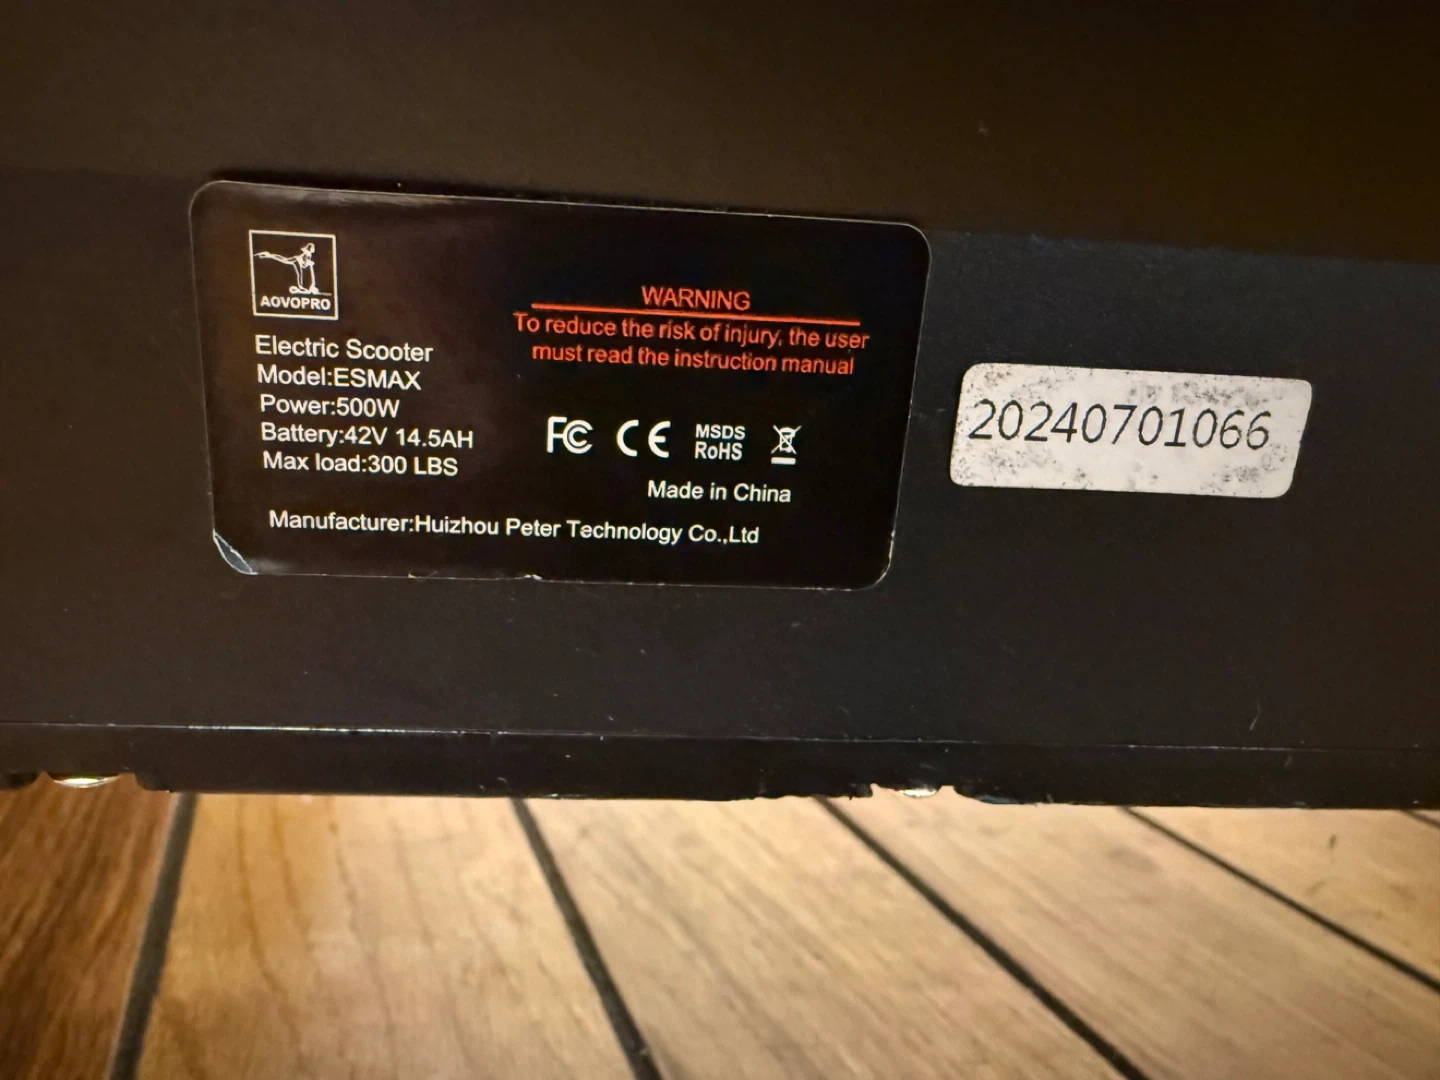 AOVOPRO
Electric Scooter
Model:ESMAX
Power:500W
Battery:42V 14.5AH
Max load:300 LBS
WARNING
To reduce the risk of injury, the user
must read the instruction manual
FC CE MSDS
RoHS
Made in China
Manufacturer:Huizhou Peter Technology Co.,Ltd
20240701066